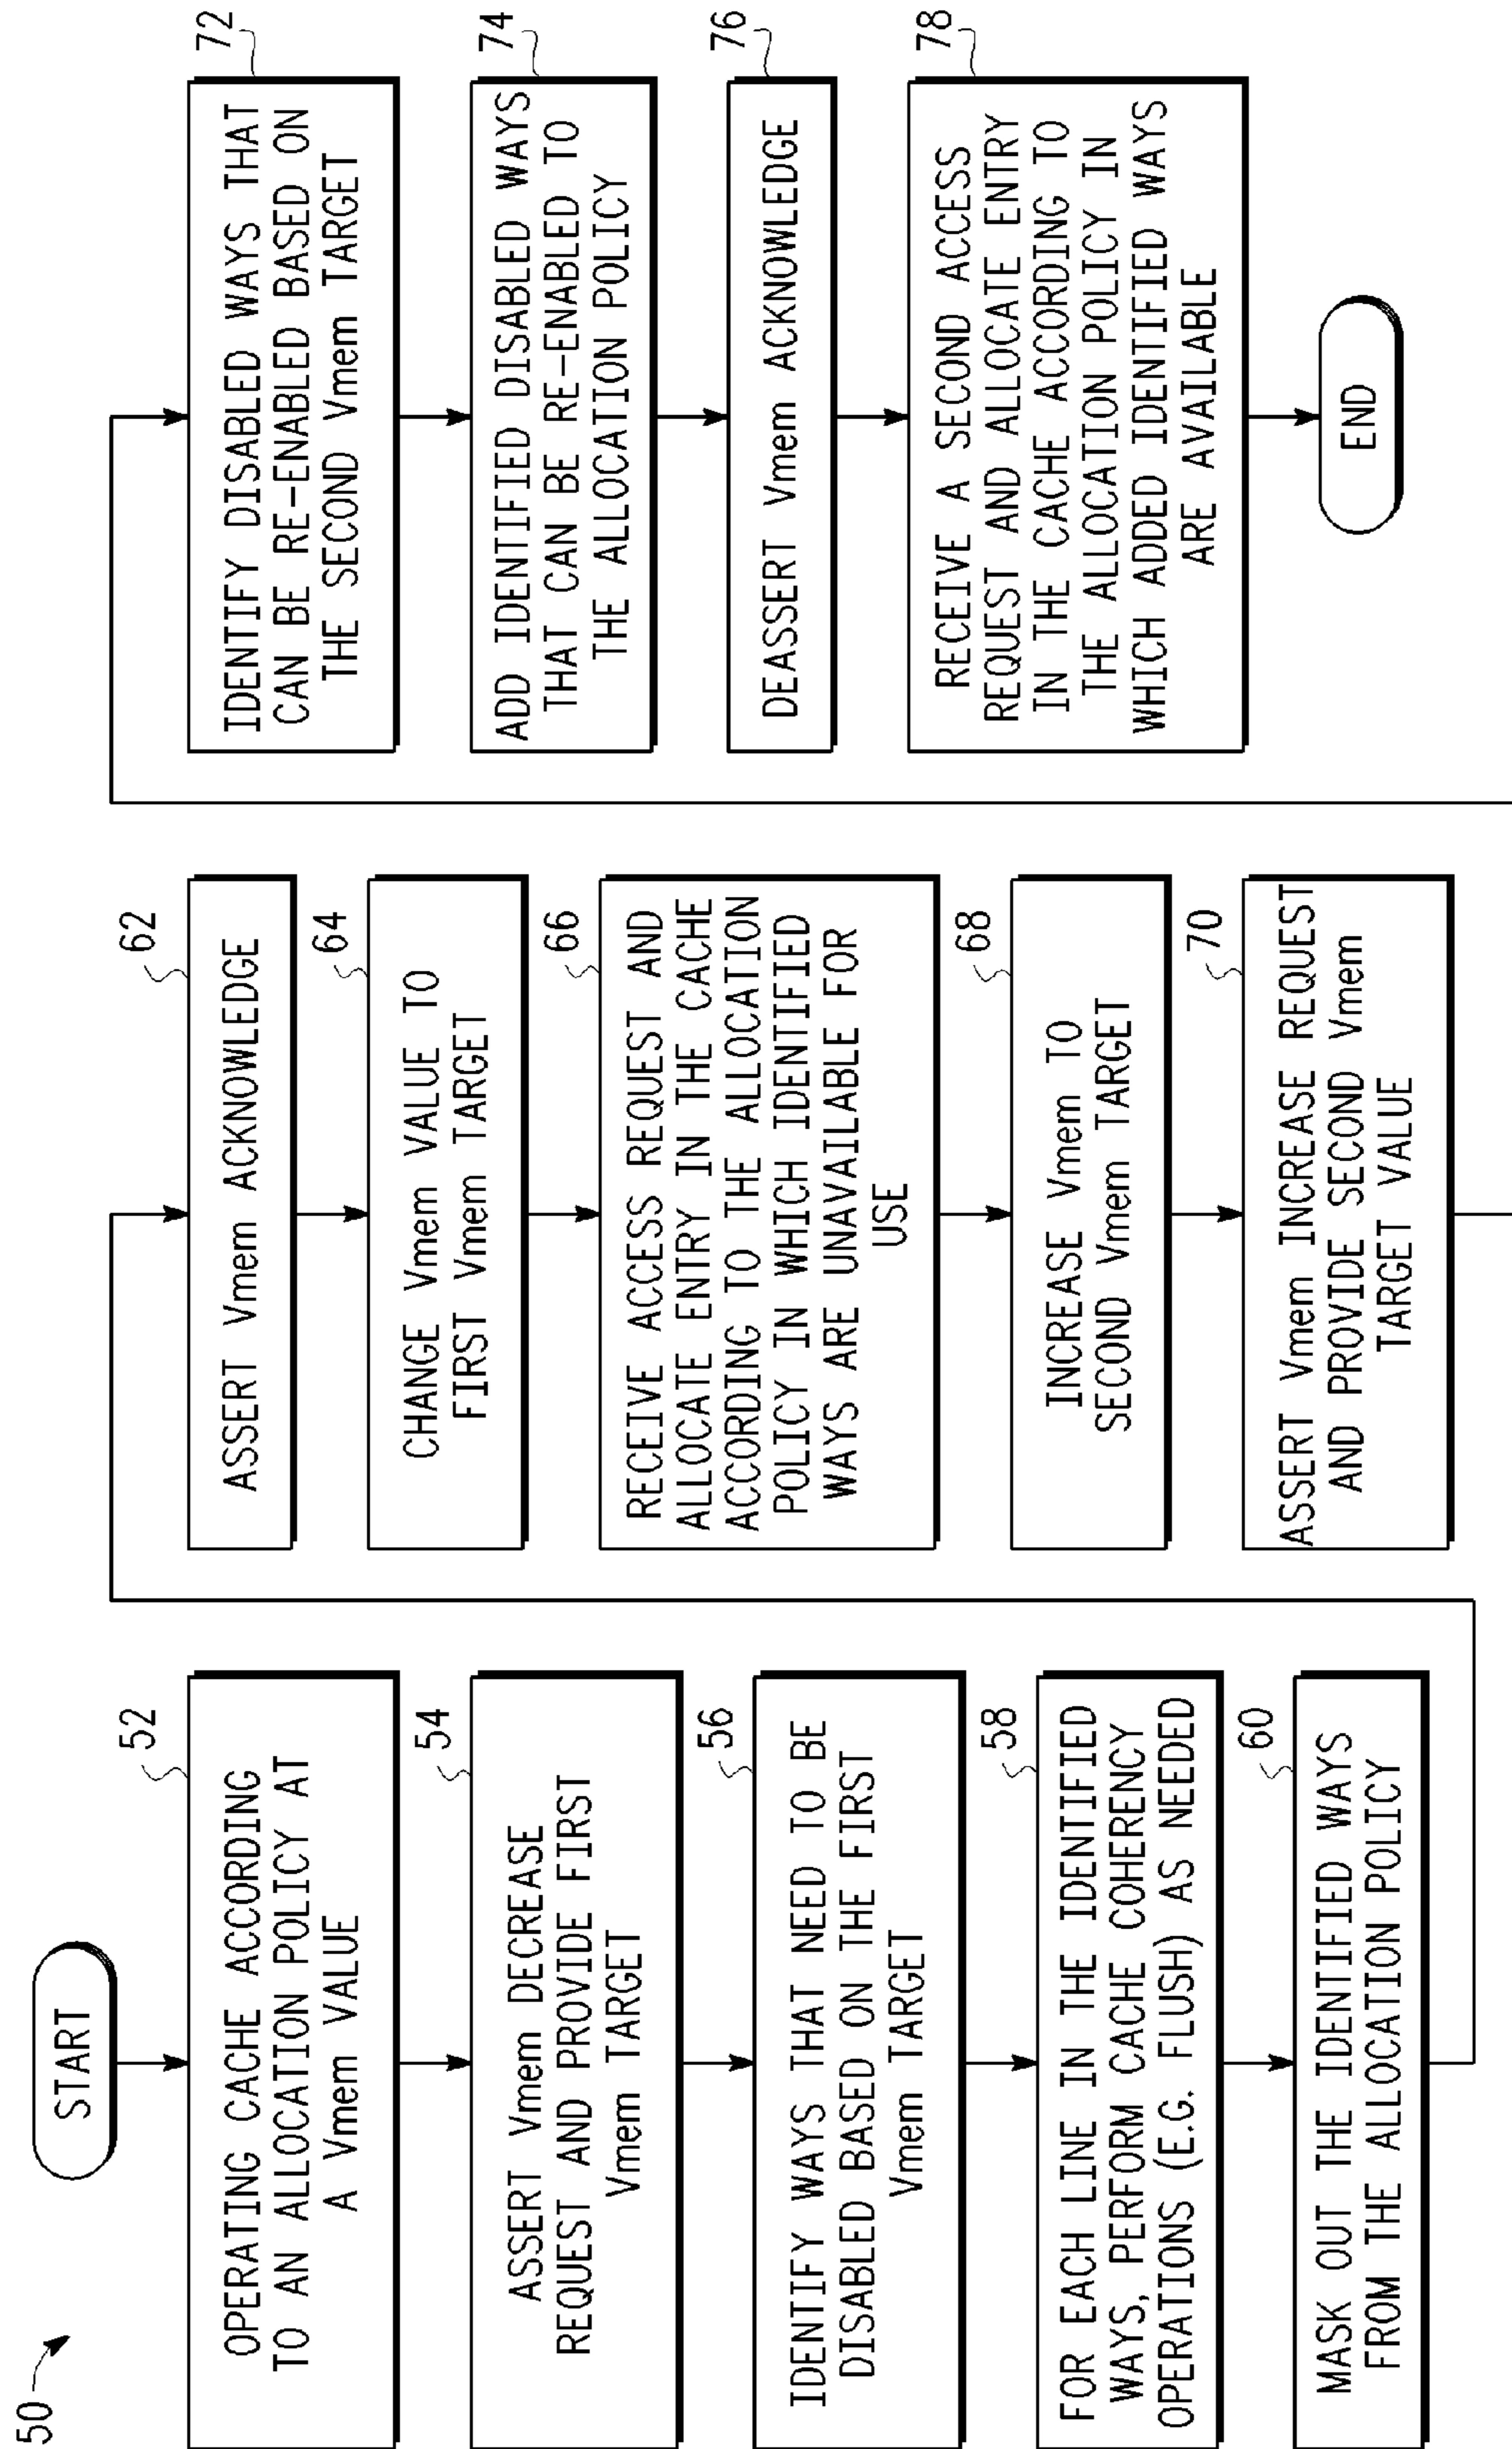 50
START
52
OPERATING CACHE ACCORDING
TO AN ALLOCATION POLICY AT
A Vmem VALUE
54
ASSERT Vmem DECREASE
REQUEST AND PROVIDE FIRST
Vmem TARGET
56
IDENTIFY WAYS THAT NEED TO BE
DISABLED BASED ON THE FIRST
Vmem TARGET
58
FOR EACH LINE IN THE IDENTIFIED
WAYS, PERFORM CACHE COHERENCY
OPERATIONS (E.G. FLUSH) AS NEEDED
60
MASK OUT THE IDENTIFIED WAYS
FROM THE ALLOCATION POLICY
62
ASSERT Vmem ACKNOWLEDGE
64
CHANGE Vmem VALUE TO
FIRST Vmem TARGET
66
RECEIVE ACCESS REQUEST AND
ALLOCATE ENTRY IN THE CACHE
ACCORDING TO THE ALLOCATION
POLICY IN WHICH IDENTIFIED
WAYS ARE UNAVAILABLE FOR
USE
68
INCREASE Vmem TO
SECOND Vmem TARGET
70
ASSERT Vmem INCREASE REQUEST
AND PROVIDE SECOND Vmem
TARGET VALUE
72
IDENTIFY DISABLED WAYS THAT
CAN BE RE-ENABLED BASED ON
THE SECOND Vmem TARGET
74
ADD IDENTIFIED DISABLED WAYS
THAT CAN BE RE-ENABLED TO
THE ALLOCATION POLICY
76
DEASSERT Vmem ACKNOWLEDGE
78
RECEIVE A SECOND ACCESS
REQUEST AND ALLOCATE ENTRY
IN THE CACHE ACCORDING TO
THE ALLOCATION POLICY IN
WHICH ADDED IDENTIFIED WAYS
ARE AVAILABLE
END